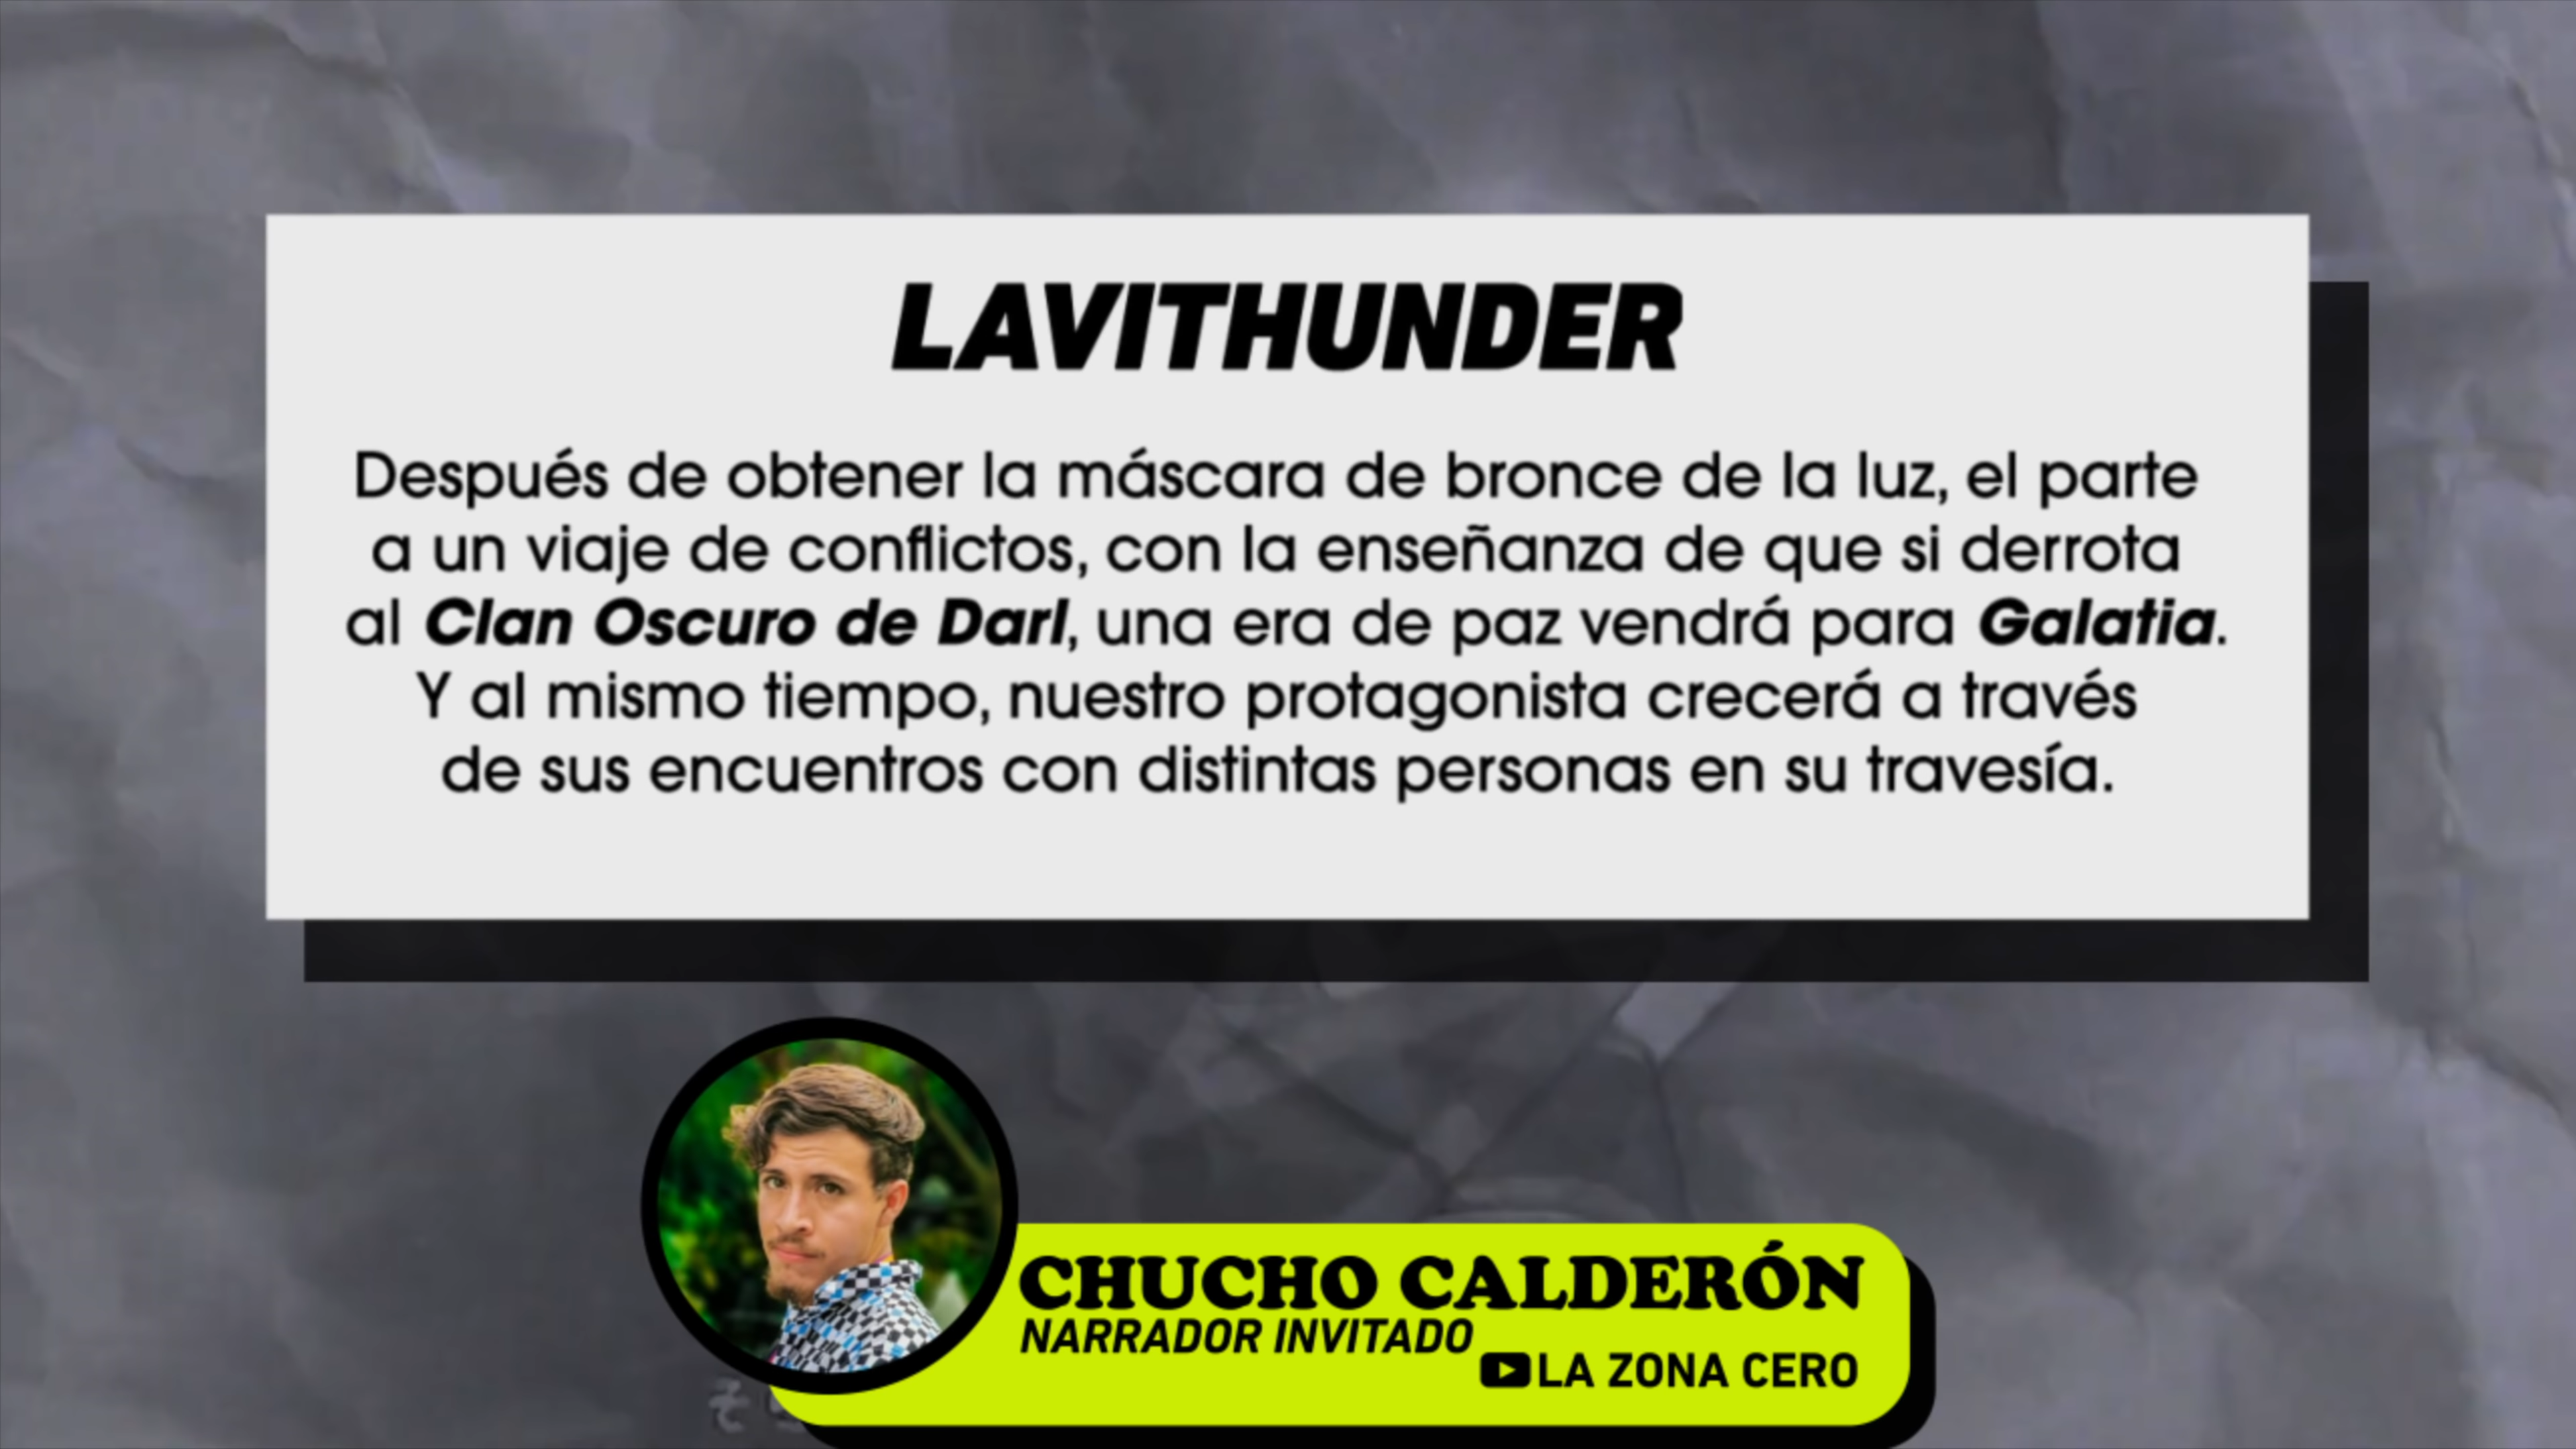 LAVITHUNDER
Después de obtener la máscara de bronce de la luz, el parte
a un viaje de conflictos, con la enseñanza de que si derrota
al Clan Oscuro de Darl, una era de paz vendrá para Galatia.
Y al mismo tiempo, nuestro protagonista crecerá a través
de sus encuentros con distintas personas en su travesía.
CHUCHO CALDERÓN
NARRADOR INVITADO
LA ZONA CERO